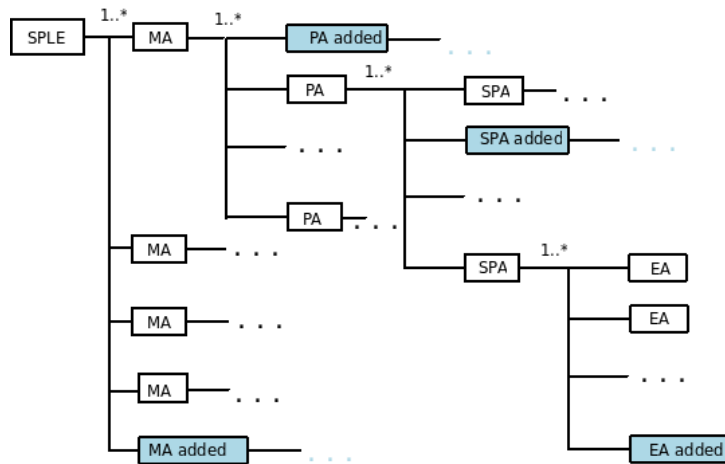 1..*
1..*
SPLE
MA
PA added
. . .
1..*
PA
SPA
. . .
SPA added
. . .
. . .
. . .
PA
. . .
1..*
MA
. . .
SPA
EA
MA
. . .
EA
. . .
MA
. . .
MA added
. . .
EA added